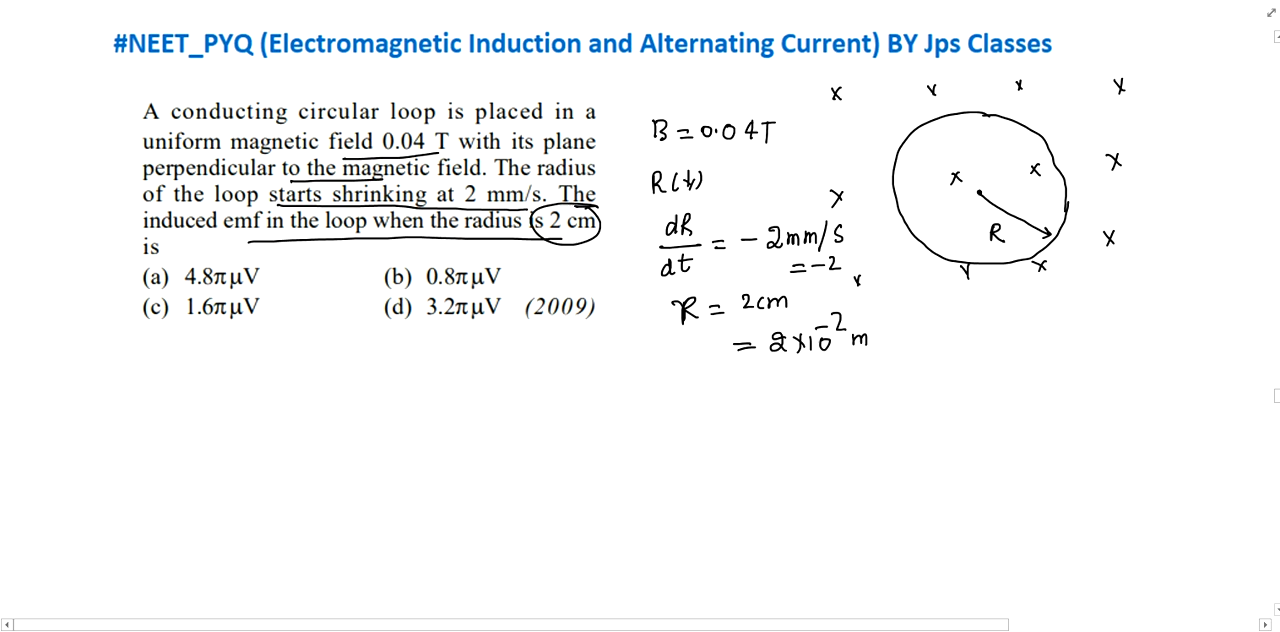 #NEET_PYQ (Electromagnetic Induction and Alternating Current) BY Jps Classes
A conducting circular loop is placed in a
uniform magnetic field 0.04 T with its plane
perpendicular to the magnetic field. The radius
of the loop starts shrinking at 2 mm/s. The
induced emf in the loop when the radius is 2 cm
is
(a) 4.8πμV (b) 0.8πμV
(c) 1.6πμV (d) 3.2πμV (2009)
B = 0.04T
R(↓)
dR/dt = -2mm/s
= -2
R = 2cm
= 2×10⁻² m
x x x x
x x x
x R x
x x x